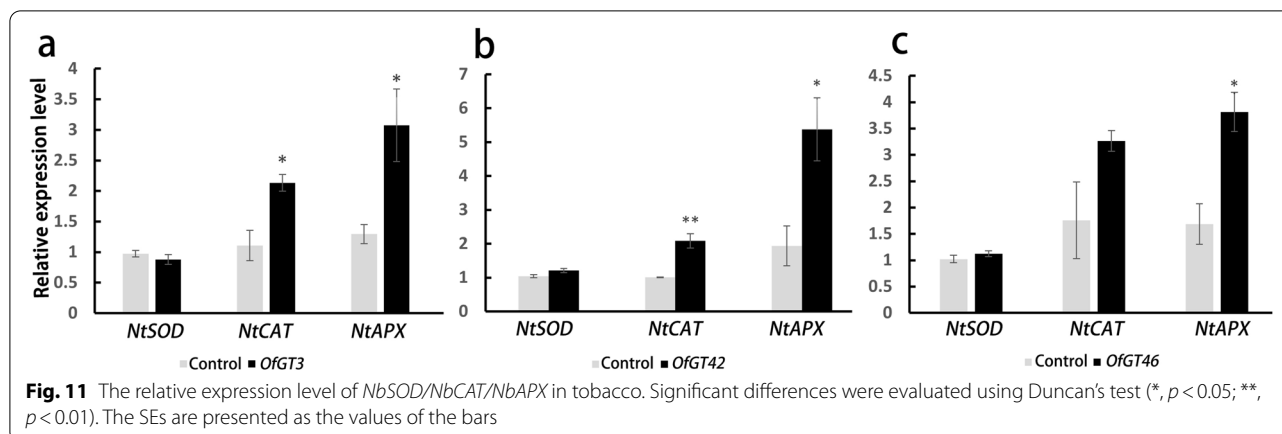 a
b
c
Relative expression level
4
3.5
3
2.5
2
1.5
1
0.5
0
*
*
NtSOD NtCAT NtAPX
Control OfGT3
7
6
5
4
3
2
1
0
**
*
NtSOD NtCAT NtAPX
Control OfGT42
4.5
4
3.5
3
2.5
2
1.5
1
0.5
0
*
NtSOD NtCAT NtAPX
Control OfGT46
Fig. 11 The relative expression level of NbSOD/NbCAT/NbAPX in tobacco. Significant differences were evaluated using Duncan’s test (*, p < 0.05; **,
p < 0.01). The SEs are presented as the values of the bars